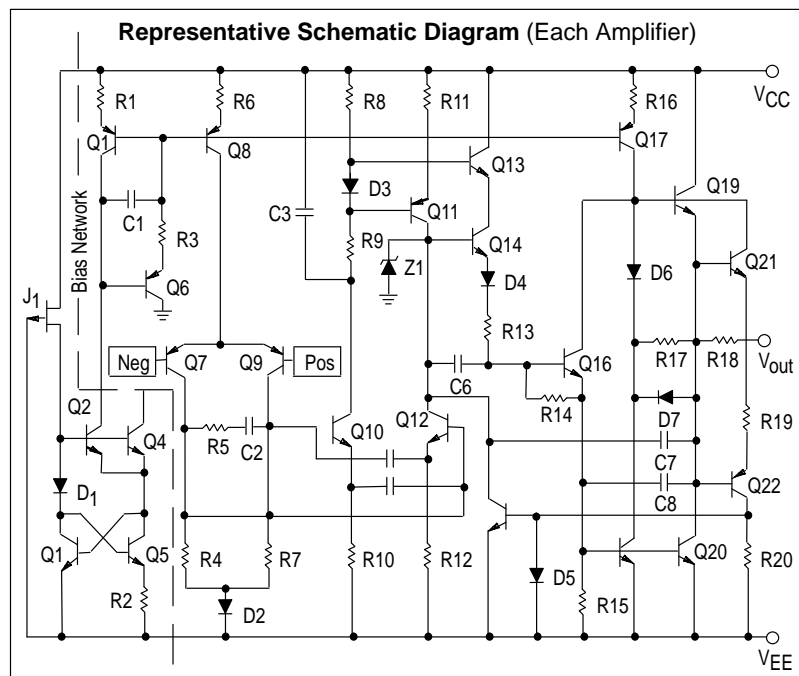 Representative Schematic Diagram (Each Amplifier)
R1
R6
R8
R11
R16
VCC
Q1
Q8
Q17
Q13
D3
Q19
C1
C3
Q11
R3
R9
Q14
Q21
Bias Network
Z1
D6
Q6
D4
J1
R13
R17
R18
Vout
Neg
Q7
Q9
Pos
C6
Q16
Q2
R14
D7
R19
Q4
R5
C2
Q10
Q12
C7
D1
C8
Q22
Q1
Q5
R4
R7
R10
R12
D5
Q20
R20
R2
D2
R15
VEE